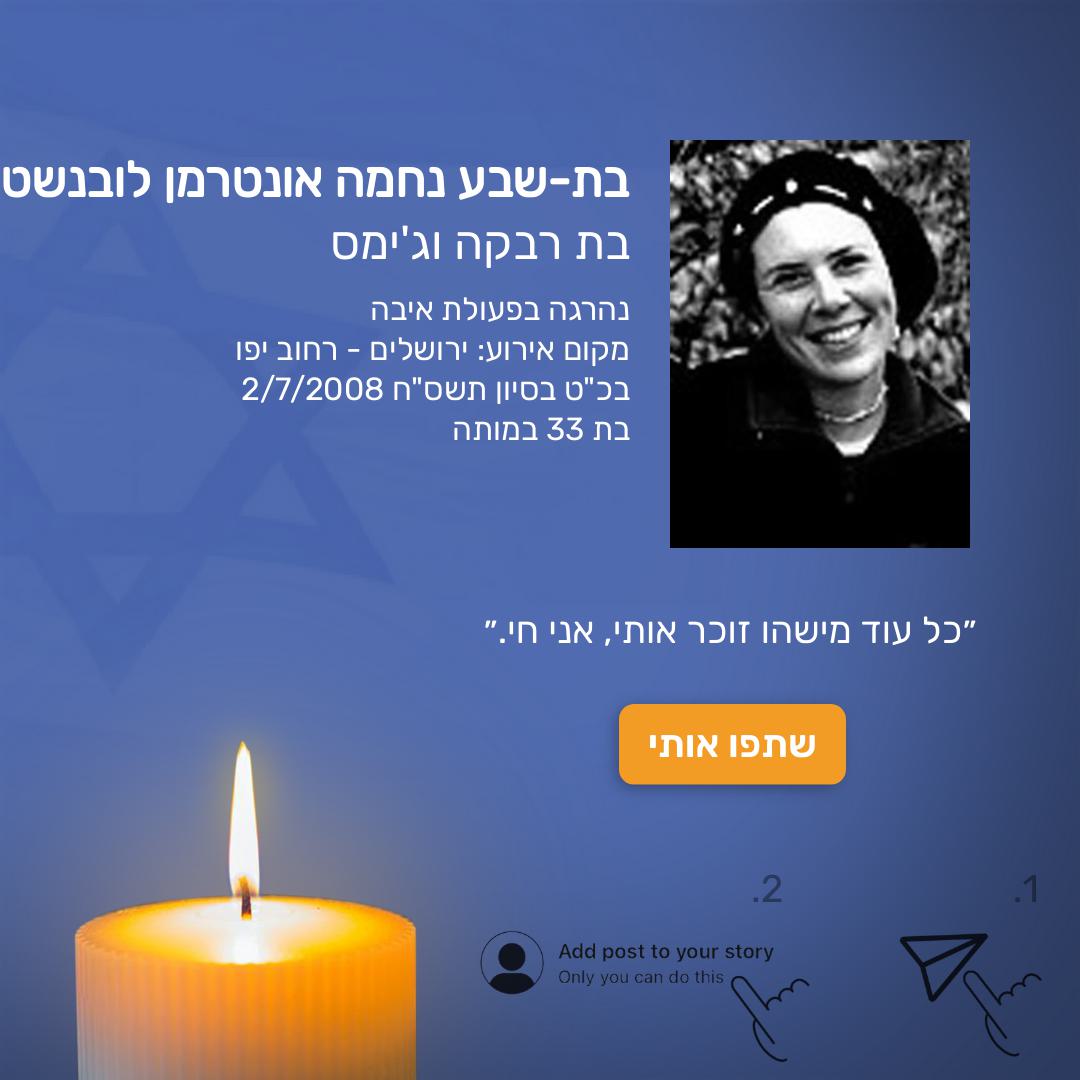 בת-שבע נחמה אונטרמן לובנשט
בת רבקה וג'ימס
נהרגה בפעולת איבה
מקום אירוע: ירושלים - רחוב יפו
בכ"ט בסיון תשס"ח 2/7/2008
בת 33 במותה
״כל עוד מישהו זוכר אותי, אני חי.״
שתפו אותי
1.
2.
Add post to your story
Only you can do this